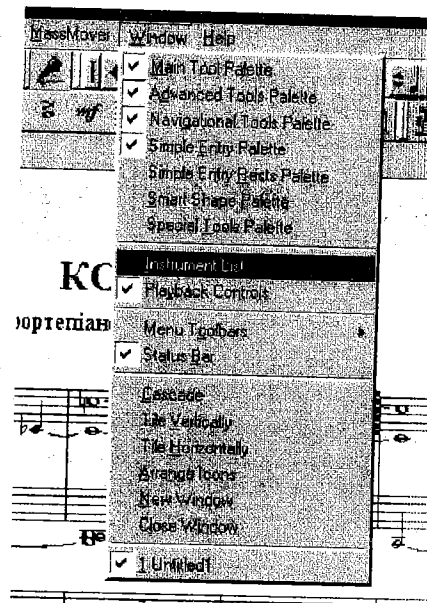 MassMover Window Help
Main Tool Palette
Advanced Tools Palette
mf
Navigational Tools Palette
Simple Entry Palette
Simple Entry Rests Palette
Smart Shape Palette
Special Tools Palette
Instrument List
КС
Playback Controls
ортепіан
Menu Toolbars
Status Bar
Cascade
Tile Vertically
Tile Horizontally
Arrange Icons
New Window
Close Window
1 Untitled1